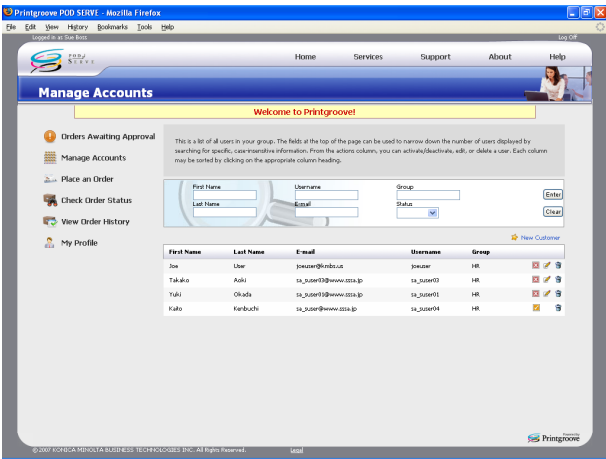 Printgroove POD SERVE - Mozilla Firefox
File Edit View History Bookmarks Tools Help
Logged in as Sue Boss Log Off
POD SERVE
Home Services Support About Help
Manage Accounts
Welcome to Printgroove!
Orders Awaiting Approval
Manage Accounts
Place an Order
Check Order Status
View Order History
My Profile
This is a list of all users in your group. The fields at the top of the page can be used to narrow down the number of users displayed by
searching for specific, case-insensitive information. From the actions column, you can activate/deactivate, edit, or delete a user. Each column
may be sorted by clicking on the appropriate column heading.
First Name Username Group
Enter
Last Name E-mail Status
Clear
New Customer
First Name Last Name E-mail Username Group
Joe User joeuser@kmbs.us joeuser HR
Takako Aoki sa_suser03@www.sssa.jp sa_suser03 HR
Yuki Okada sa_suser01@www.sssa.jp sa_suser01 HR
Kaito Kenbuchi sa_suser@www.sssa.jp sa_suser04 HR
Powered By
Printgroove
© 2007 KONICA MINOLTA BUSINESS TECHNOLOGIES INC. All Rights Reserved. Legal